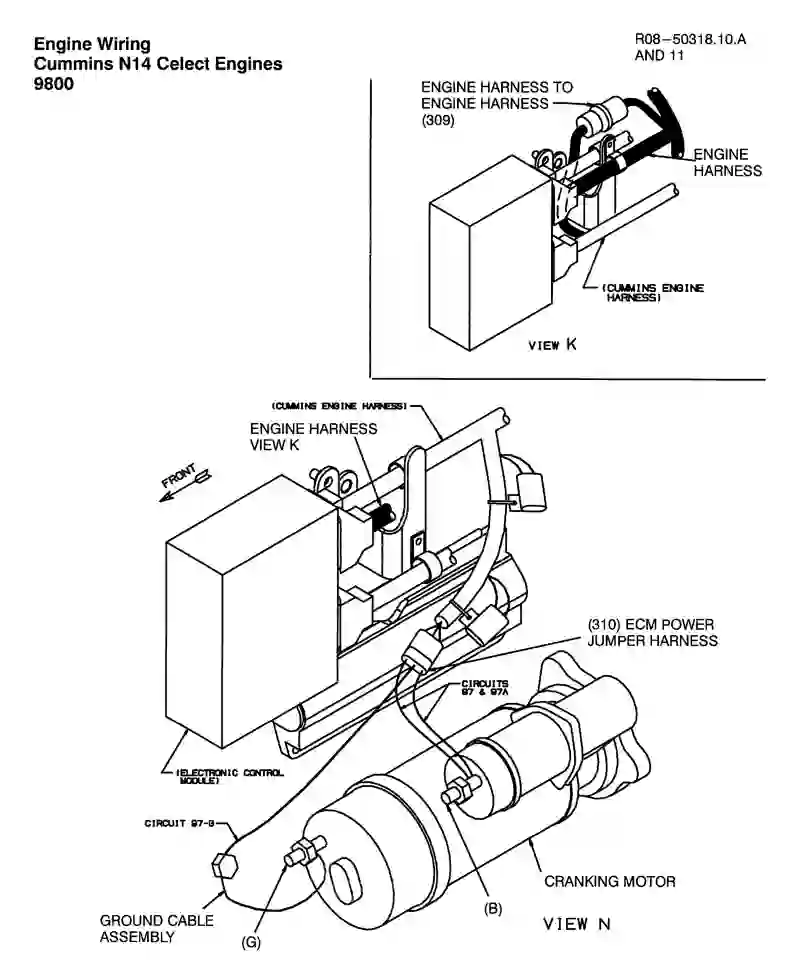 Engine Wiring
Cummins N14 Celect Engines
9800
R08-50318.10.A
AND 11
ENGINE HARNESS TO
ENGINE HARNESS
(309)
ENGINE
HARNESS
(CUMMINS ENGINE
HARNESS)
VIEW K
(CUMMINS ENGINE HARNESS)
ENGINE HARNESS
VIEW K
FRONT
(310) ECM POWER
JUMPER HARNESS
CIRCUITS
97 & 97A
(ELECTRONIC CONTROL
MODULE)
CIRCUIT 97-G
CRANKING MOTOR
(B)
GROUND CABLE
ASSEMBLY
(G)
VIEW N